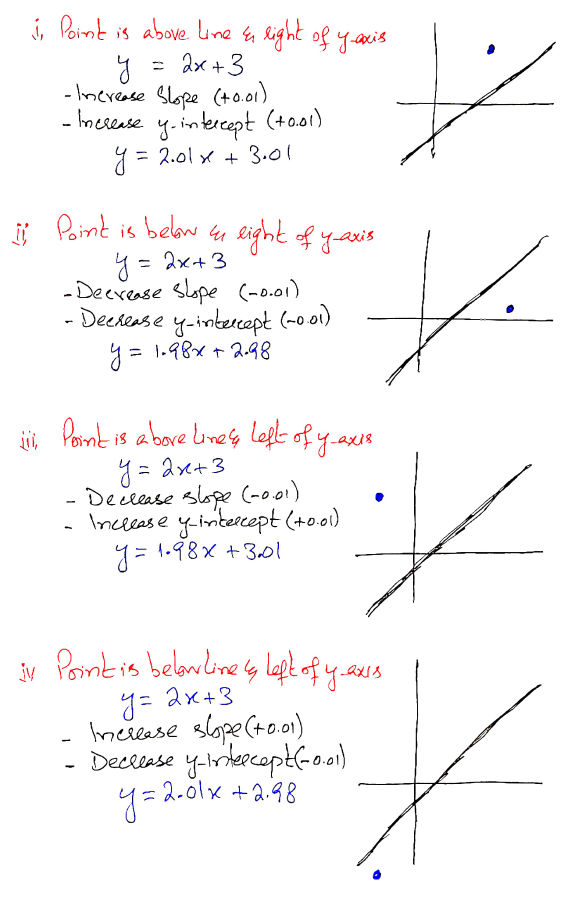 i, Point is above line & right of y-axis
y = 2x+3
- Increase Slope (+0.01)
- Increase y-intercept (+0.01)
y = 2.01x + 3.01
ii, Point is below & right of y-axis
y = 2x+3
- Decrease Slope (-0.01)
- Decrease y-intercept (-0.01)
y = 1.98x + 2.98
iii, Point is above line & left of y-axis
y = 2x+3
- Decrease slope (-0.01)
- Increase y-intercept (+0.01)
y = 1.98x +3.01
iv Point is below line & left of y-axis
y = 2x+3
- Increase slope (+0.01)
- Decrease y-intercept (-0.01)
y = 2.01x +2.98